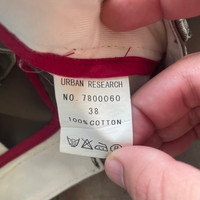 URBAN RESEARCH
NO. 7800060
38
100% COTTON